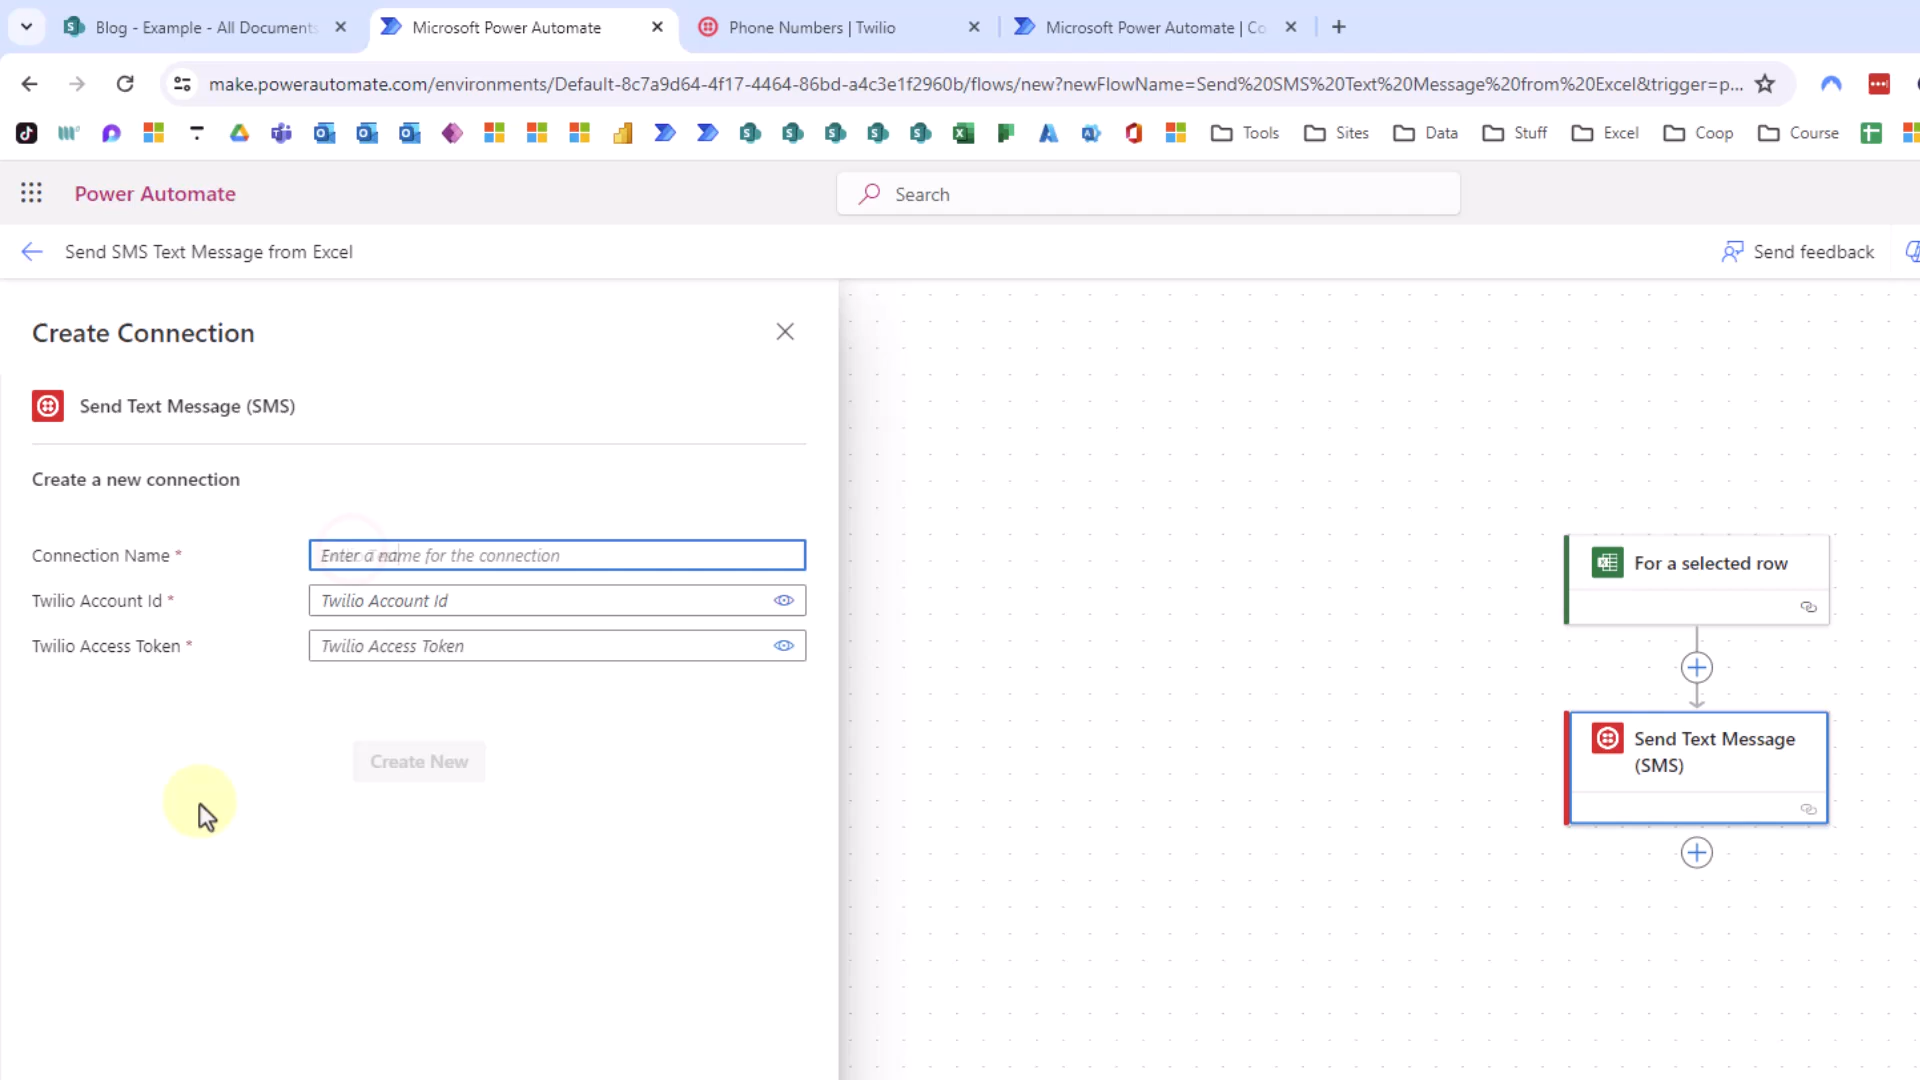 Blog - Example - All Documents
Microsoft Power Automate
Phone Numbers | Twilio
Microsoft Power Automate | Co
make.powerautomate.com/environments/Default-8c7a9d64-4f17-4464-86bd-a4c3e1f2960b/flows/new?newFlowName=Send%20SMS%20Text%20Message%20from%20Excel&trigger=p...
Tools
Sites
Data
Stuff
Excel
Coop
Course
Power Automate
Search
Send SMS Text Message from Excel
Send feedback
Create Connection
Send Text Message (SMS)
Create a new connection
Connection Name *
Enter a name for the connection
Twilio Account Id *
Twilio Account Id
Twilio Access Token *
Twilio Access Token
Create New
For a selected row
Send Text Message
(SMS)